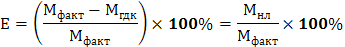 Е = (Мфакт − Мгдк / Мфакт) × 100% = Мнл / Мфакт × 100%